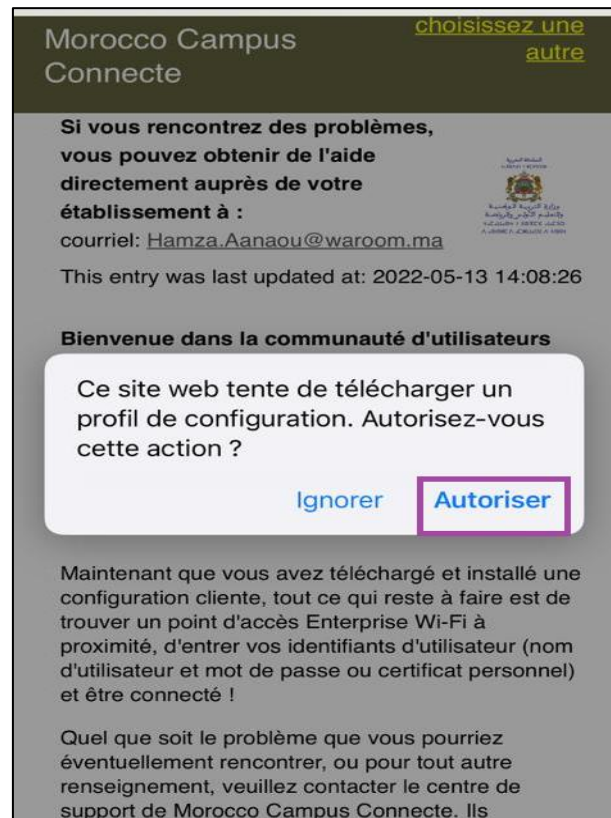 Morocco Campus
Connecte
choisissez une
autre
Si vous rencontrez des problèmes,
vous pouvez obtenir de l'aide
directement auprès de votre
établissement à :
courriel: Hamza.Aanaou@waroom.ma
This entry was last updated at: 2022-05-13 14:08:26
Bienvenue dans la communauté d'utilisateurs
Ce site web tente de télécharger un
profil de configuration. Autorisez-vous
cette action ?
Ignorer Autoriser
Maintenant que vous avez téléchargé et installé une
configuration cliente, tout ce qui reste à faire est de
trouver un point d'accès Enterprise Wi-Fi à
proximité, d'entrer vos identifiants d'utilisateur (nom
d'utilisateur et mot de passe ou certificat personnel)
et être connecté !
Quel que soit le problème que vous pourriez
éventuellement rencontrer, ou pour tout autre
renseignement, veuillez contacter le centre de
support de Morocco Campus Connecte. Ils